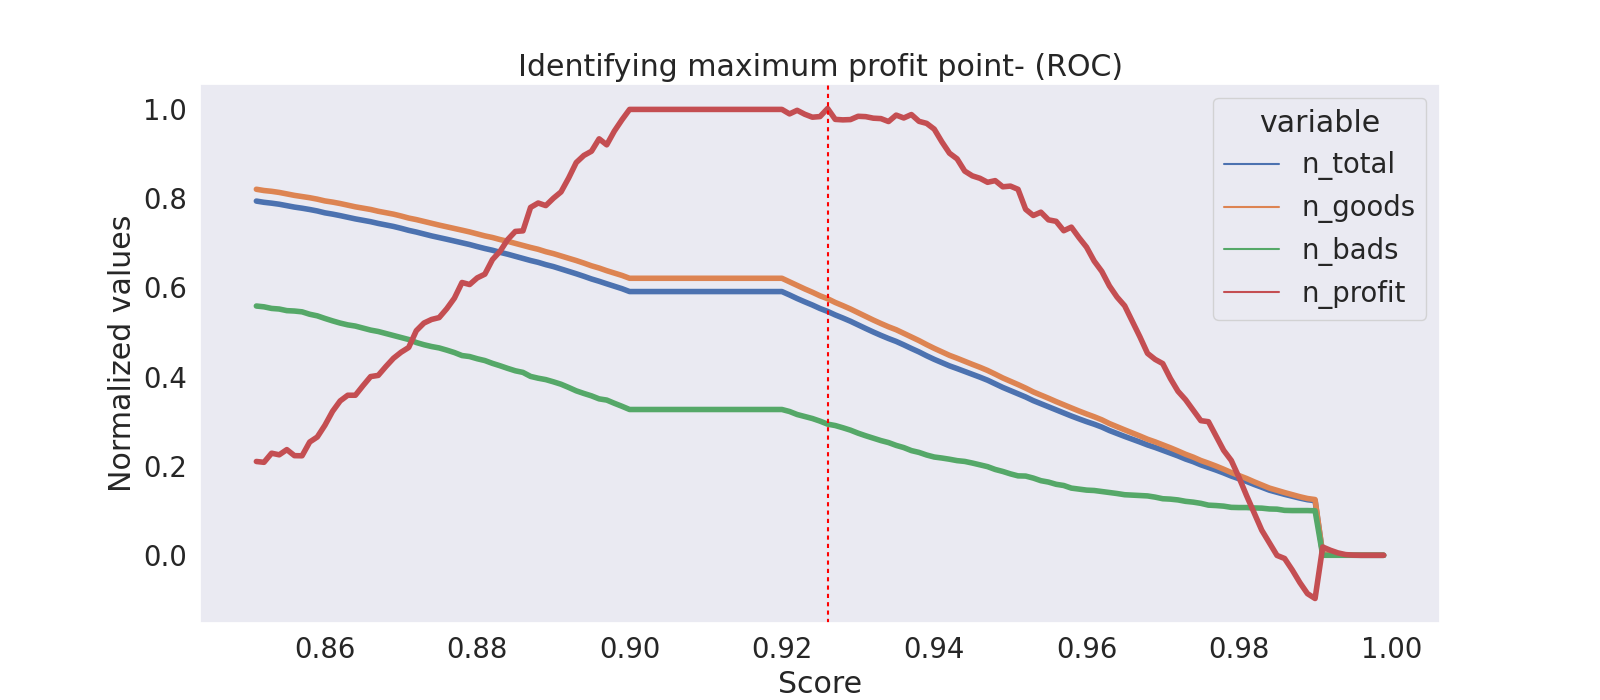 Identifying maximum profit point- (ROC)
1.0
0.8
0.6
0.4
0.2
0.0
Normalized values
variable
n_total
n_goods
n_bads
n_profit
0.86 0.88 0.90 0.92 0.94 0.96 0.98 1.00
Score